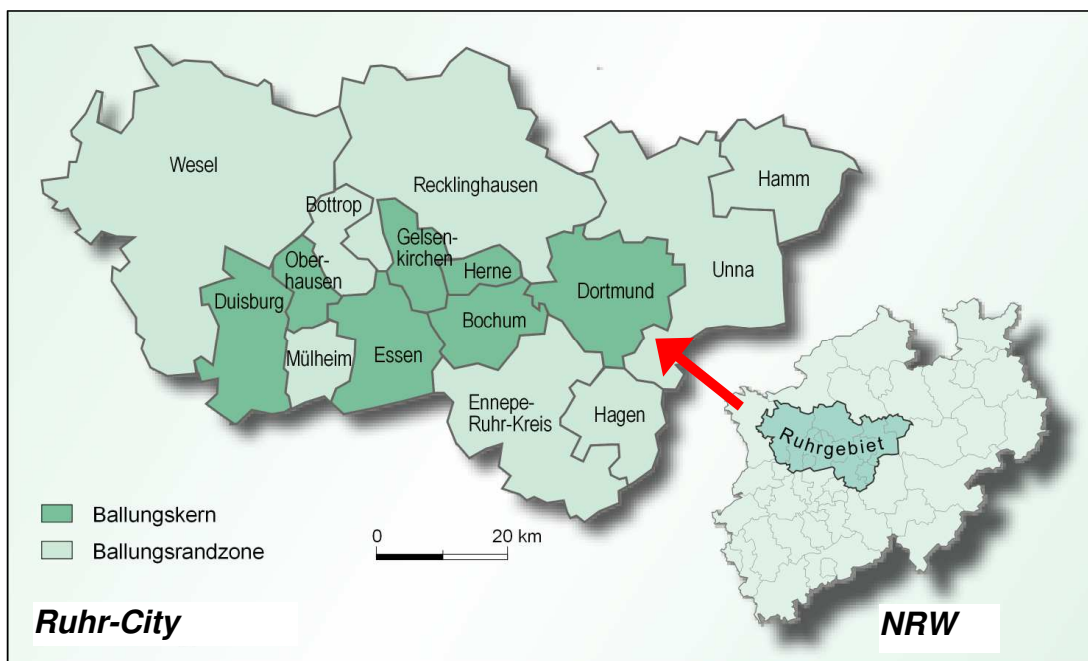 Wesel
Recklinghausen
Hamm
Bottrop
Gelsen-
kirchen
Ober-
hausen
Herne
Unna
Duisburg
Dortmund
Bochum
Mülheim
Essen
Ennepe-
Ruhr-Kreis
Hagen
Ruhrgebiet
Ballungskern
Ballungsrandzone
0 20 km
Ruhr-City
NRW